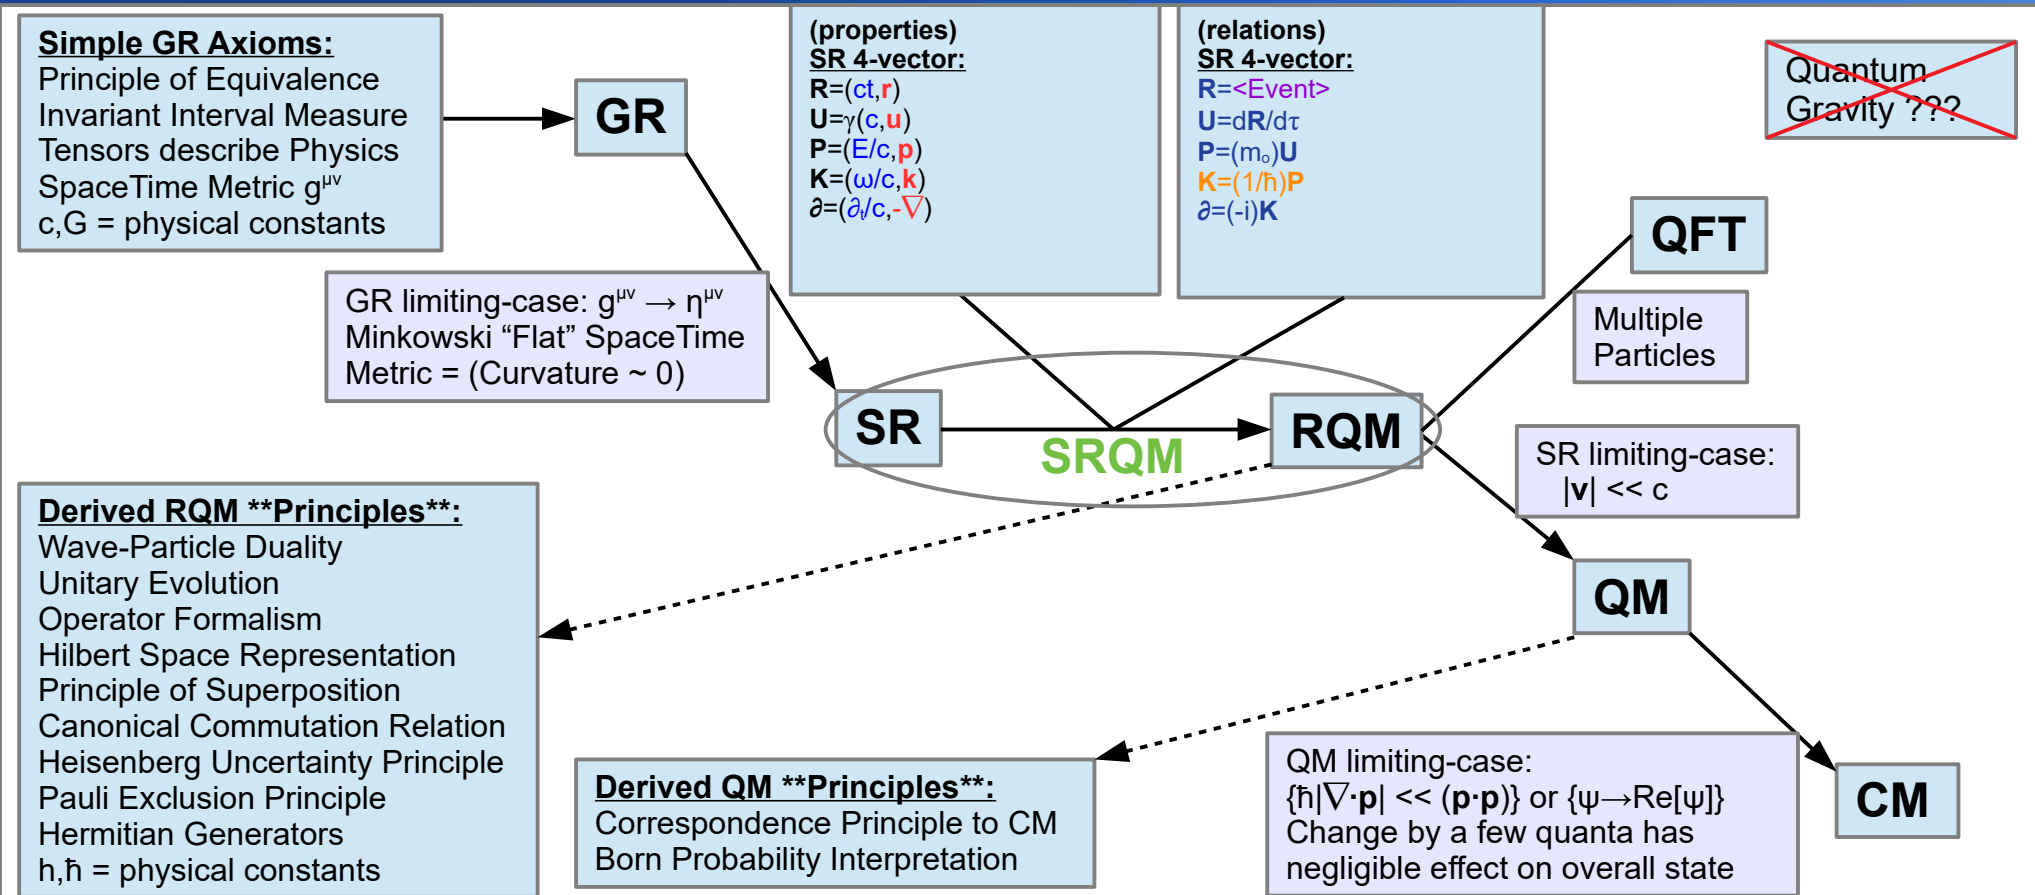 Simple GR Axioms:
Principle of Equivalence
Invariant Interval Measure
Tensors describe Physics
SpaceTime Metric gᵘᵛ
c,G = physical constants
GR
(properties)
SR 4-vector:
R=(ct,r)
U=γ(c,u)
P=(E/c,p)
K=(ω/c,k)
∂=(∂ₜ/c,-∇)
(relations)
SR 4-vector:
R=<Event>
U=dR/dτ
P=(mₒ)U
K=(1/ħ)P
∂=(-i)K
Quantum
Gravity ???
QFT
Multiple
Particles
GR limiting-case: gᵘᵛ → ηᵘᵛ
Minkowski “Flat” SpaceTime
Metric = (Curvature ~ 0)
SR
SRQM
RQM
SR limiting-case:
|v| << c
QM
Derived RQM **Principles**:
Wave-Particle Duality
Unitary Evolution
Operator Formalism
Hilbert Space Representation
Principle of Superposition
Canonical Commutation Relation
Heisenberg Uncertainty Principle
Pauli Exclusion Principle
Hermitian Generators
h,ħ = physical constants
Derived QM **Principles**:
Correspondence Principle to CM
Born Probability Interpretation
QM limiting-case:
{ħ|∇·p| << (p·p)} or {ψ→Re[ψ]}
Change by a few quanta has
negligible effect on overall state
CM